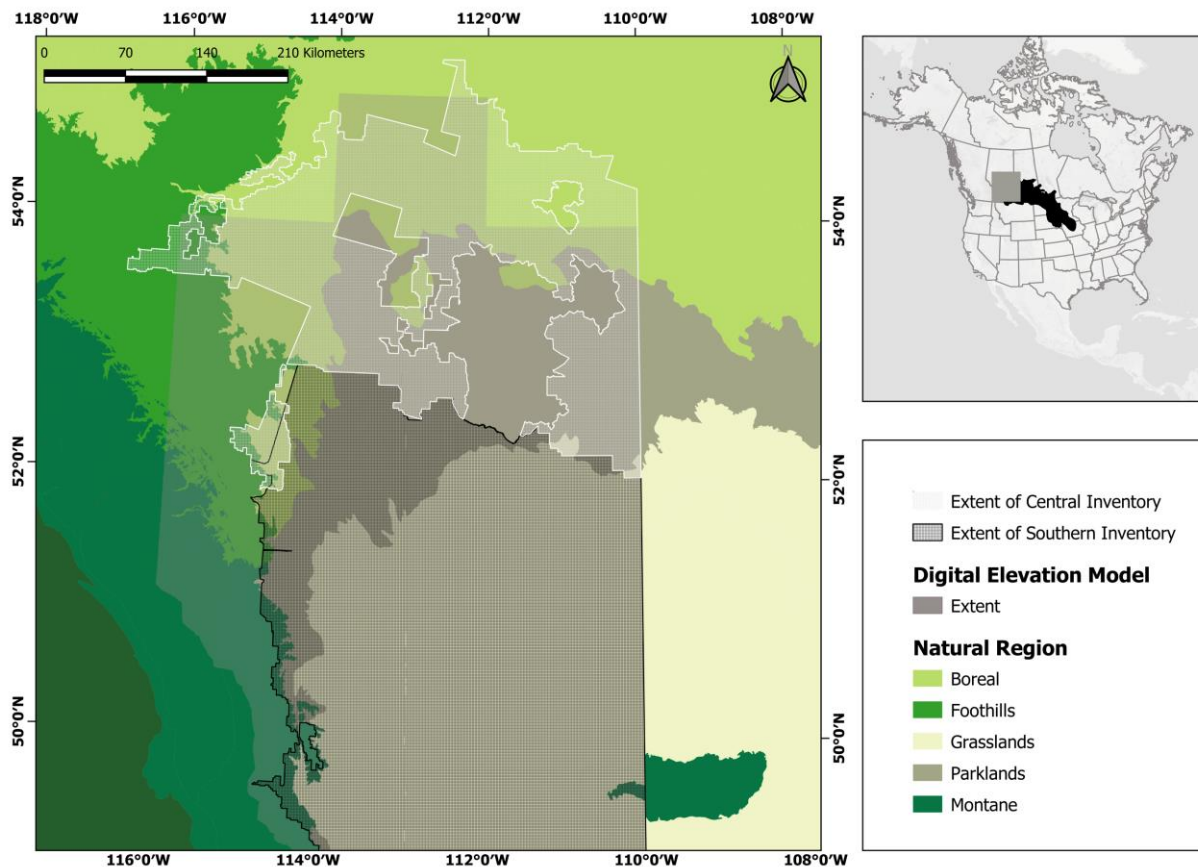 118°0'W 116°0'W 114°0'W 112°0'W 110°0'W 108°0'W
0 70 140 210 Kilometers
N
54°0'N
54°0'N
52°0'N
52°0'N
50°0'N
50°0'N
116°0'W 114°0'W 112°0'W 110°0'W 108°0'W
Extent of Central Inventory
Extent of Southern Inventory
Digital Elevation Model
Extent
Natural Region
Boreal
Foothills
Grasslands
Parklands
Montane